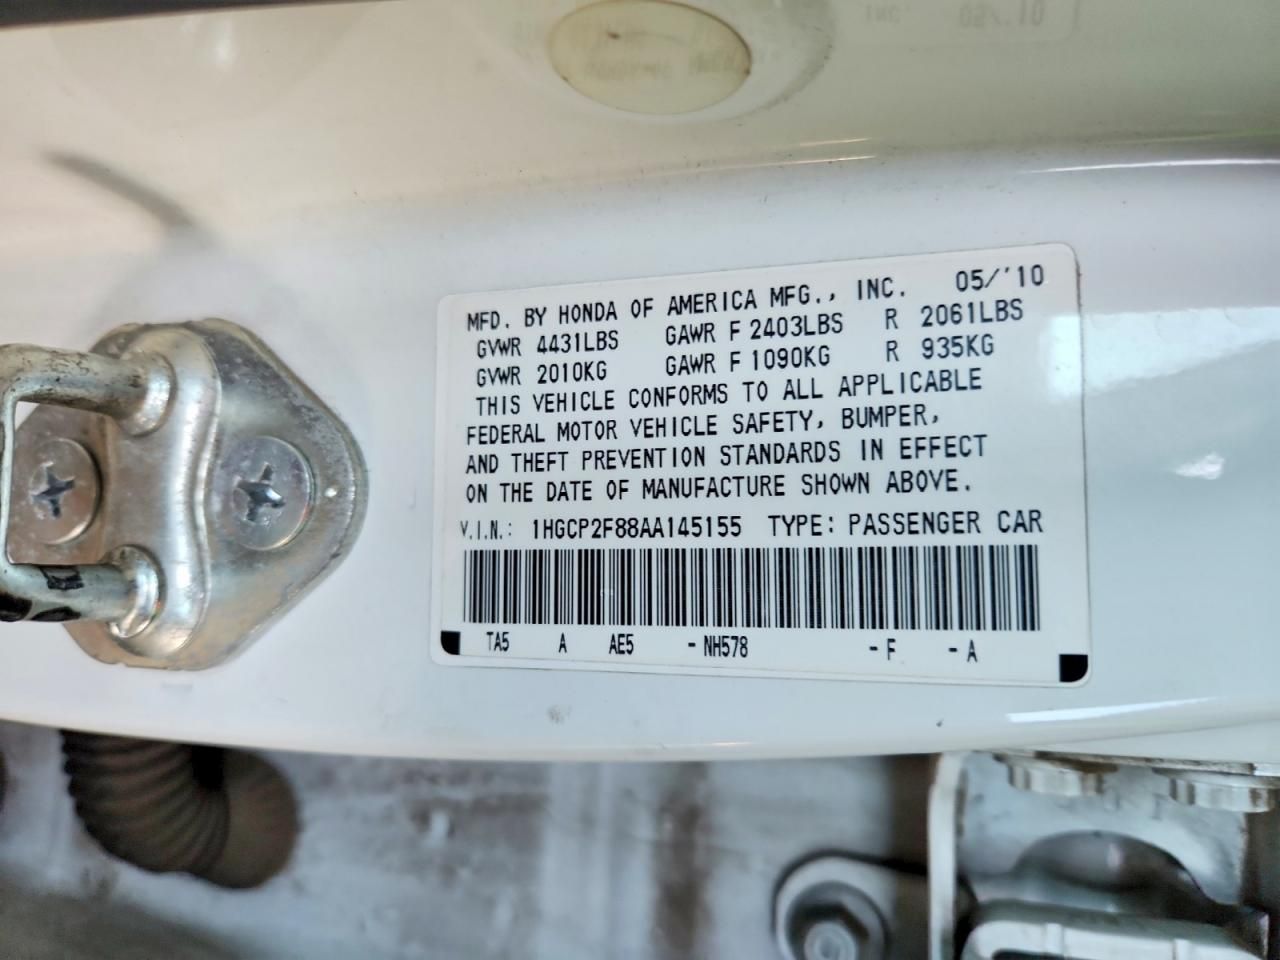 MFD. BY HONDA OF AMERICA MFG., INC. 05/'10
GVWR 4431LBS GAWR F 2403LBS R 2061LBS
GVWR 2010KG GAWR F 1090KG R 935KG
THIS VEHICLE CONFORMS TO ALL APPLICABLE
FEDERAL MOTOR VEHICLE SAFETY, BUMPER,
AND THEFT PREVENTION STANDARDS IN EFFECT
ON THE DATE OF MANUFACTURE SHOWN ABOVE.
V.I.N.: 1HGCP2F88AA145155 TYPE: PASSENGER CAR
TA5 A AE5 -NH578 -F -A